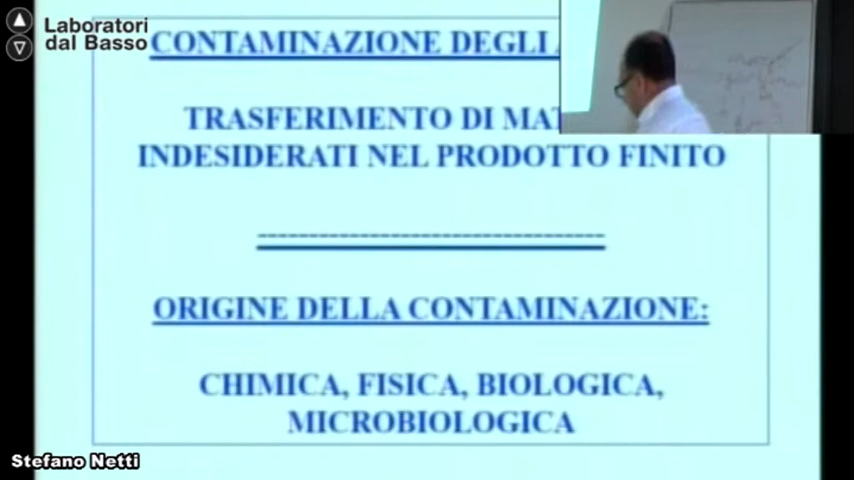 Laboratori
dal Basso
CONTAMINAZIONE DEGLI
TRASFERIMENTO DI
INDESIDERATI NEL PRODOTTO FINITO
ORIGINE DELLA CONTAMINAZIONE:
CHIMICA, FISICA, BIOLOGICA,
MICROBIOLOGICA
Stefano Netti